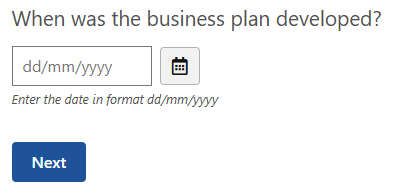 When was the business plan developed?
dd/mm/yyyy
Enter the date in format dd/mm/yyyy
Next